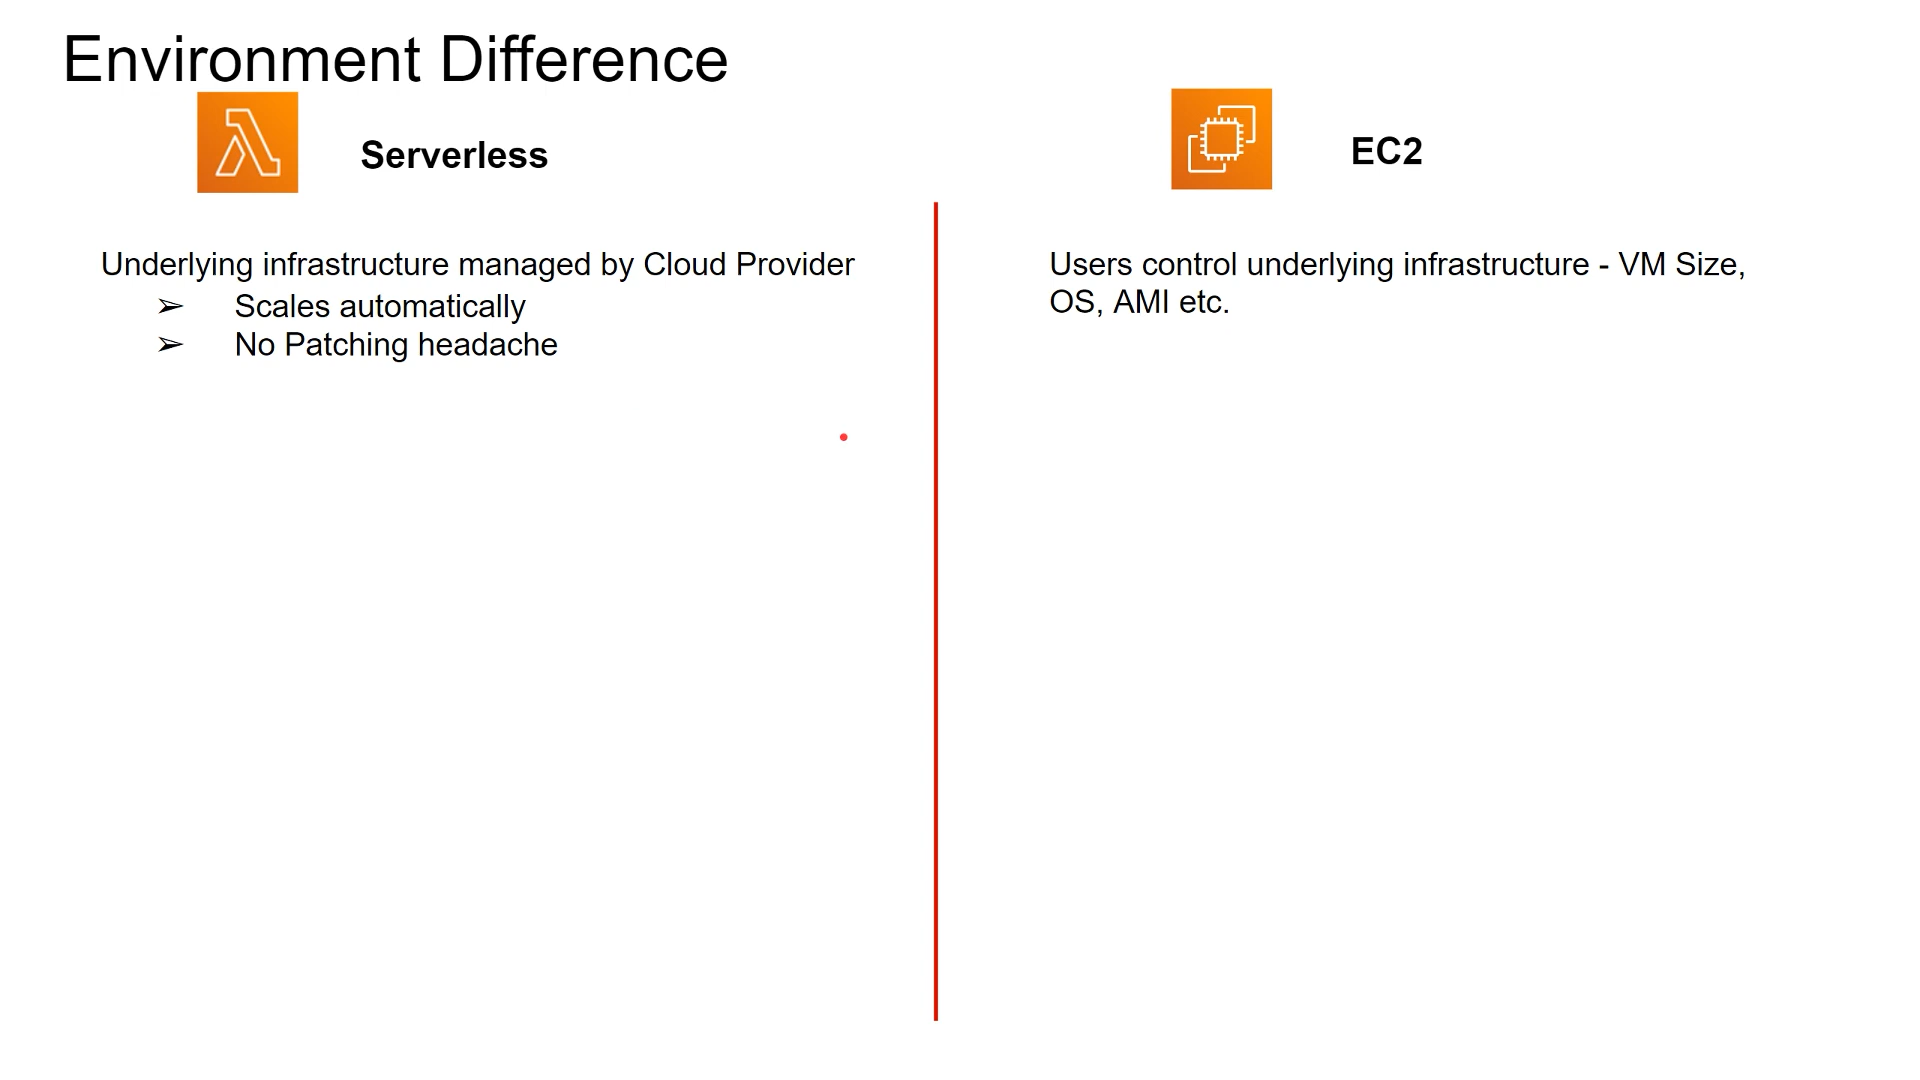 Environment Difference
Serverless
Underlying infrastructure managed by Cloud Provider
➢ Scales automatically
➢ No Patching headache
EC2
Users control underlying infrastructure - VM Size,
OS, AMI etc.